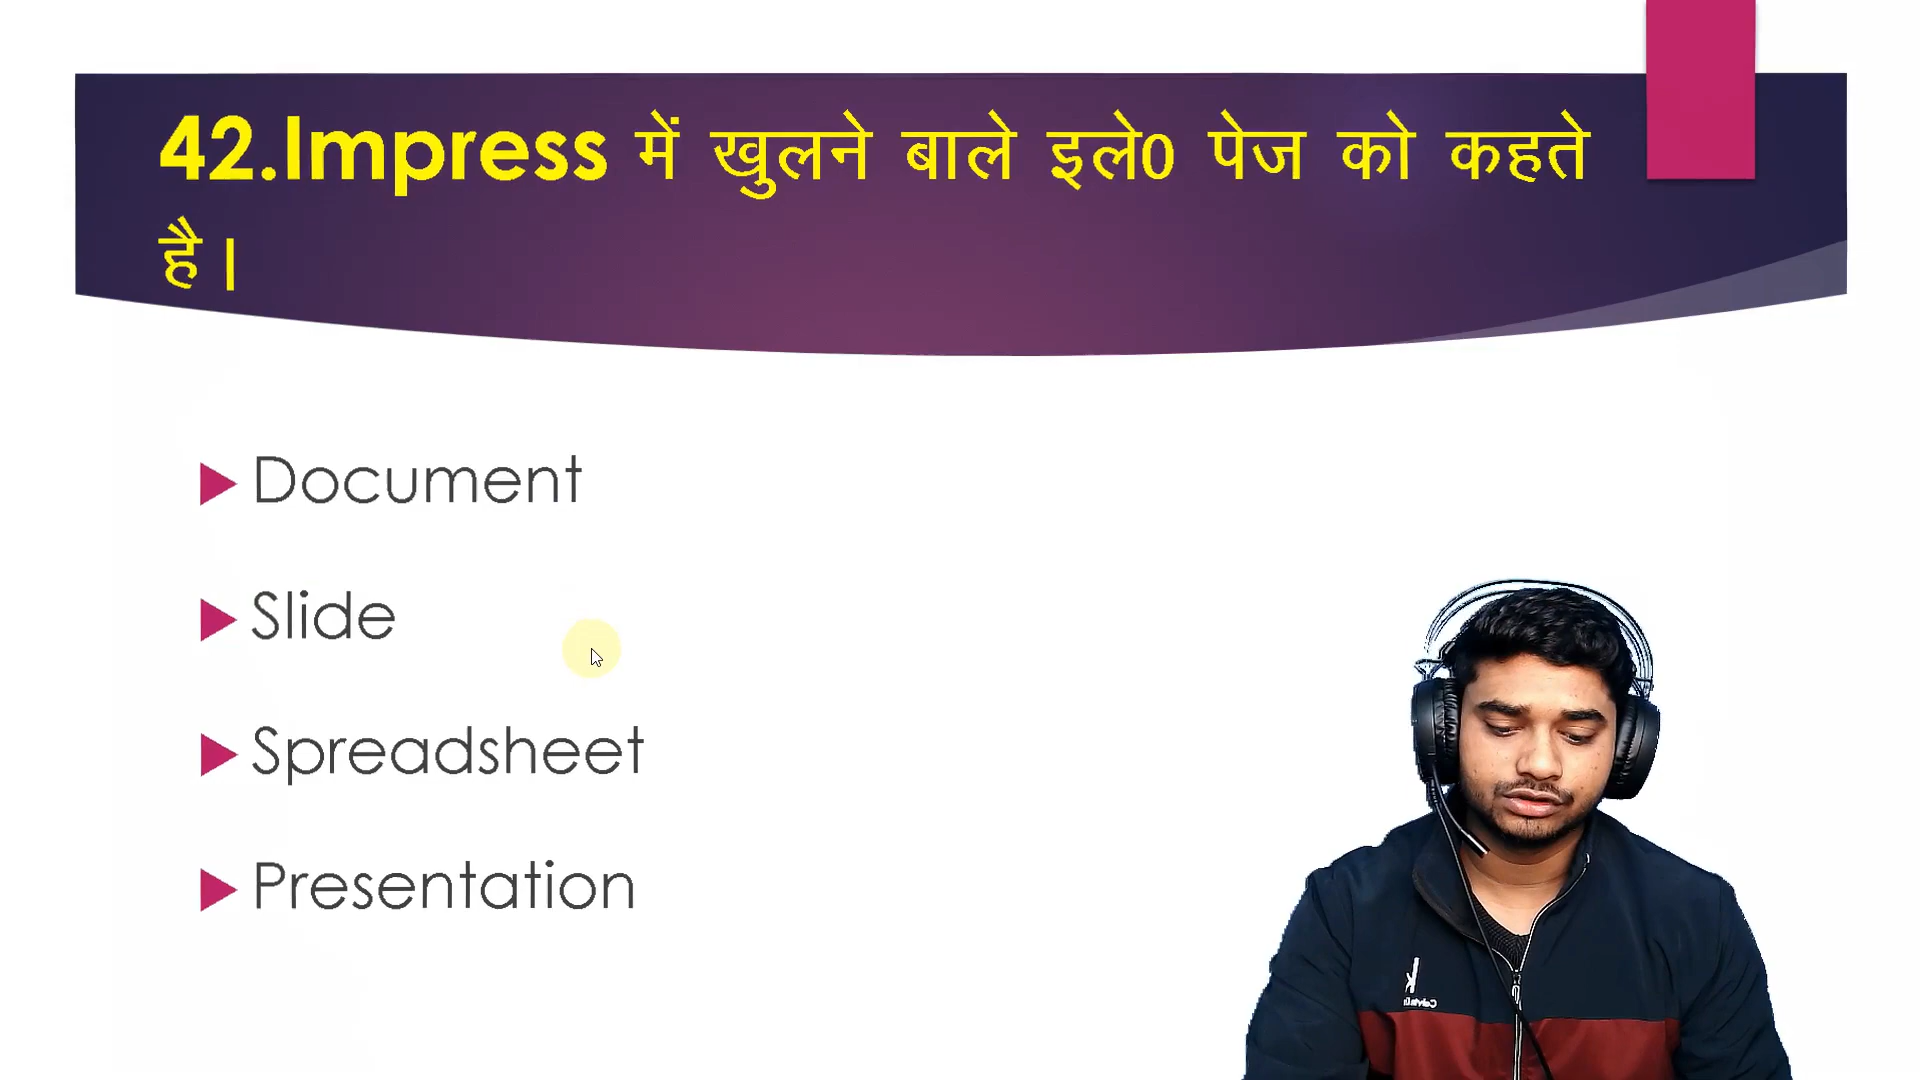 42.Impress में खुलने बाले इले0 पेज को कहते
है।
Document
Slide
Spreadsheet
Presentation